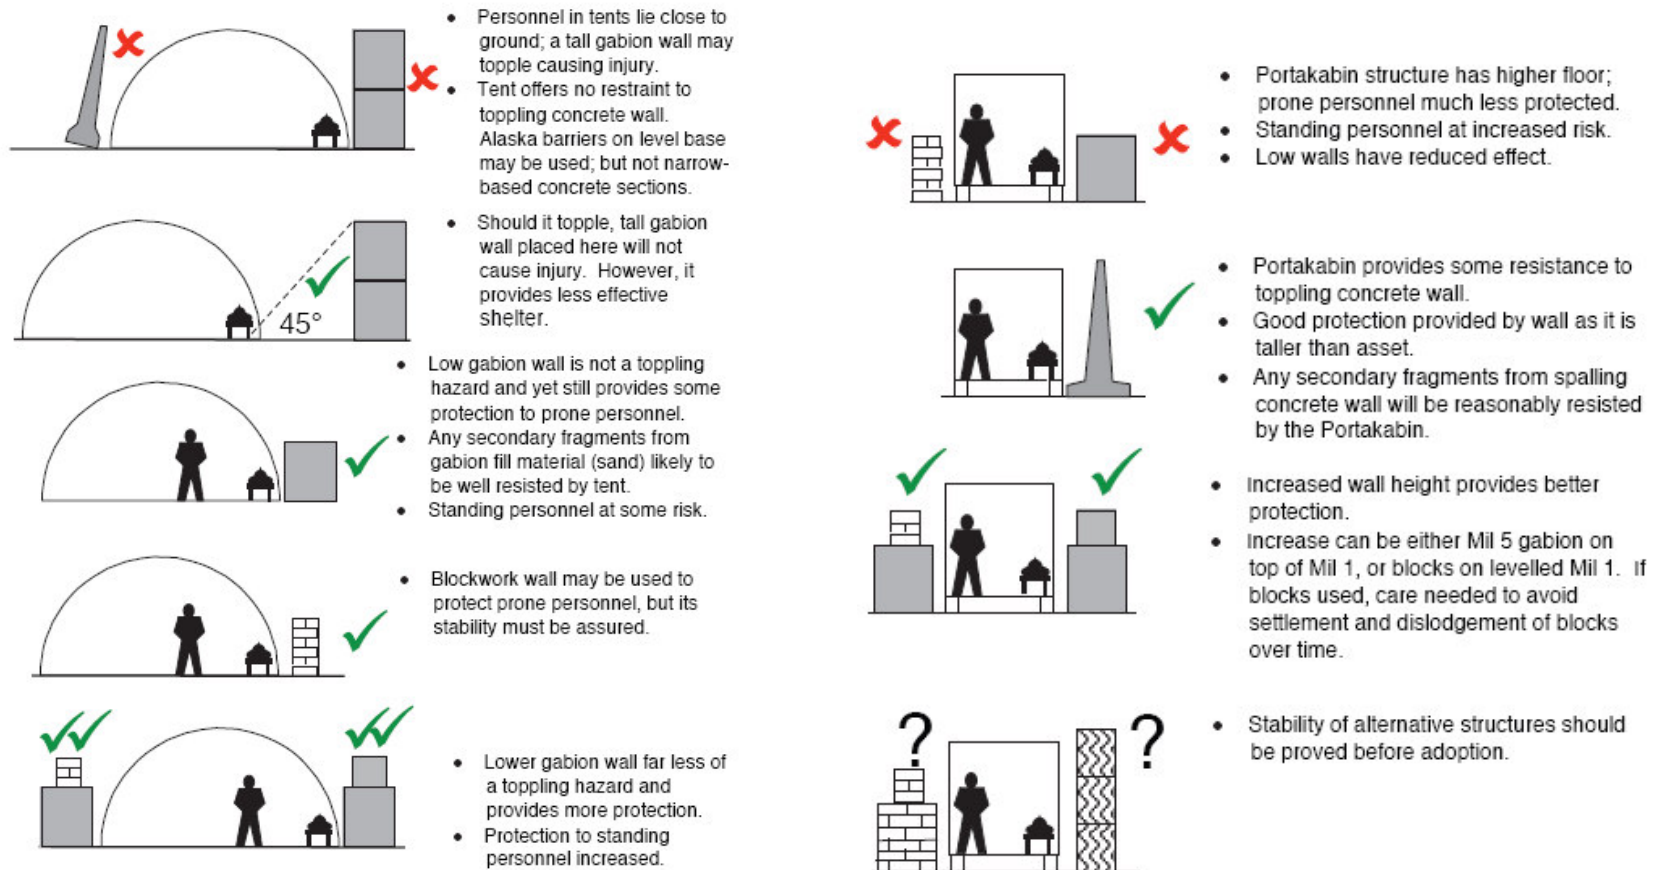 • Personnel in tents lie close to
ground; a tall gabion wall may
topple causing injury.
• Tent offers no restraint to
toppling concrete wall.
Alaska barriers on level base
may be used; but not narrow-
based concrete sections.
• Should it topple, tall gabion
wall placed here will not
cause injury. However, it
provides less effective
shelter.
45°
• Low gabion wall is not a toppling
hazard and yet still provides some
protection to prone personnel.
• Any secondary fragments from
gabion fill material (sand) likely to
be well resisted by tent.
• Standing personnel at some risk.
• Blockwork wall may be used to
protect prone personnel, but its
stability must be assured.
• Lower gabion wall far less of
a toppling hazard and
provides more protection.
• Protection to standing
personnel increased.
• Portakabin structure has higher floor;
prone personnel much less protected.
• Standing personnel at increased risk.
• Low walls have reduced effect.
• Portakabin provides some resistance to
toppling concrete wall.
• Good protection provided by wall as it is
taller than asset.
• Any secondary fragments from spalling
concrete wall will be reasonably resisted
by the Portakabin.
• Increased wall height provides better
protection.
• Increase can be either Mil 5 gabion on
top of Mil 1, or blocks on levelled Mil 1. If
blocks used, care needed to avoid
settlement and dislodgement of blocks
over time.
? ?
• Stability of alternative structures should
be proved before adoption.